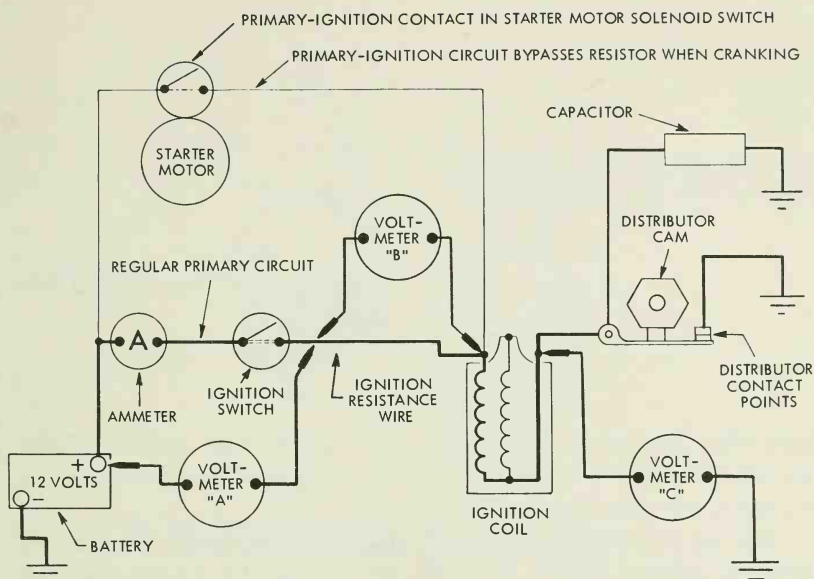 PRIMARY-IGNITION CONTACT IN STARTER MOTOR SOLENOID SWITCH
PRIMARY-IGNITION CIRCUIT BYPASSES RESISTOR WHEN CRANKING
CAPACITOR
STARTER
MOTOR
VOLT-
METER
"B"
DISTRIBUTOR
CAM
REGULAR PRIMARY CIRCUIT
A
AMMETER
IGNITION
SWITCH
IGNITION
RESISTANCE
WIRE
DISTRIBUTOR
CONTACT
POINTS
+
12 VOLTS
-
VOLT-
METER
"A"
VOLT-
METER
"C"
IGNITION
COIL
BATTERY